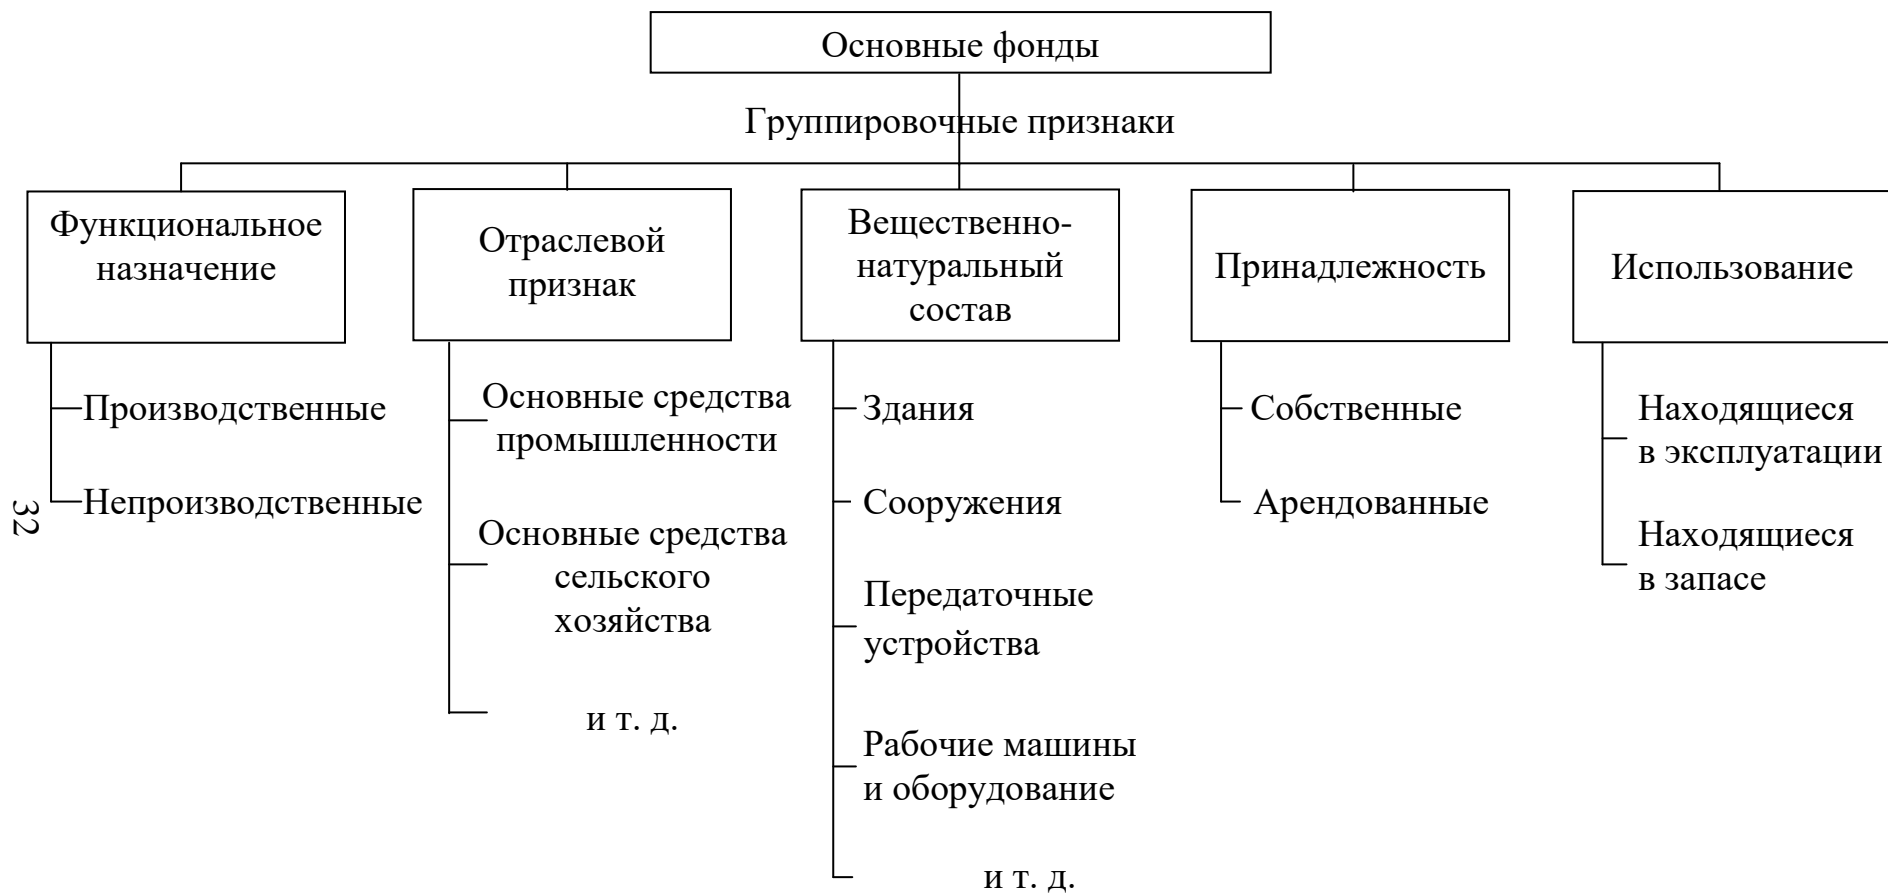 Основные фонды
Группировочные признаки
Функциональное
назначение
Производственные
Непроизводственные
Отраслевой
признак
Основные средства
промышленности
Основные средства
сельского
хозяйства
и т. д.
Вещественно-
натуральный
состав
Здания
Сооружения
Передаточные
устройства
Рабочие машины
и оборудование
и т. д.
Принадлежность
Собственные
Арендованные
Использование
Находящиеся
в эксплуатации
Находящиеся
в запасе
32